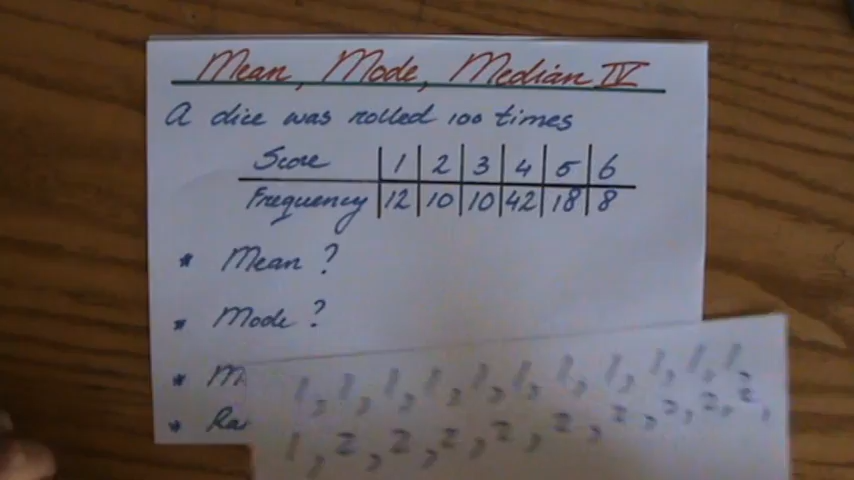 Mean, Mode, Median IV
A dice was rolled 100 times
Score 1 2 3 4 5 6
Frequency 12 10 10 42 18 8
* Mean ?
* Mode ?
* M
* Ra
1, 1, 1, 1, 1, 1, 1, 1, 1, 1, 1,
1, 2, 2, 2, 2, 2, 2, 2, 2, 2,